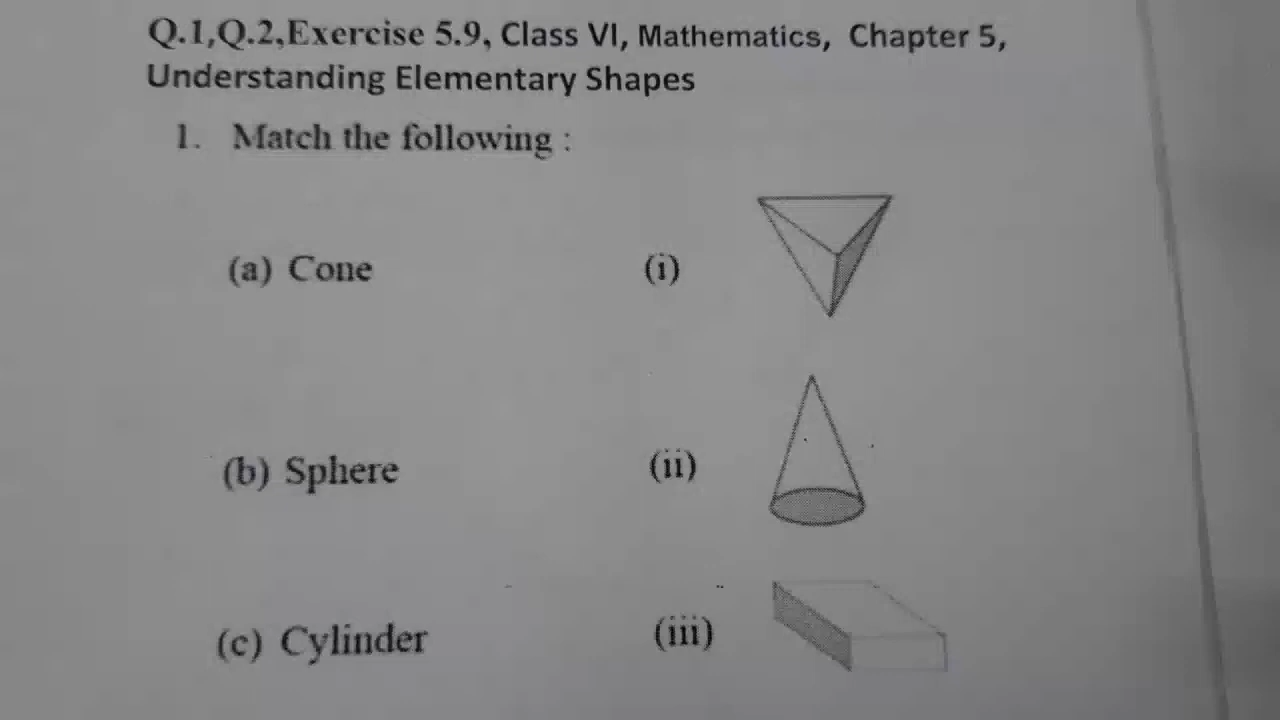 Q.1,Q.2,Exercise 5.9, Class VI, Mathematics, Chapter 5,
Understanding Elementary Shapes
1. Match the following :
(a) Cone (i)
(b) Sphere (ii)
(c) Cylinder (iii)